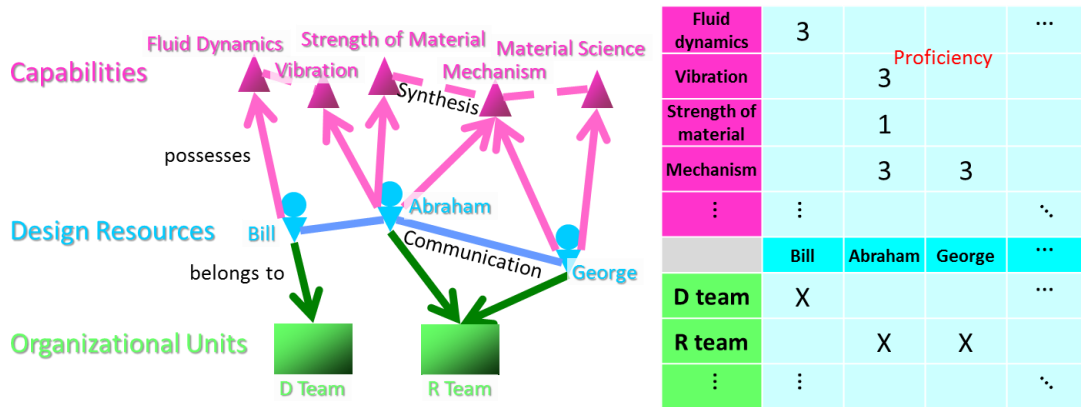 Fluid Dynamics
Strength of Material
Material Science
Capabilities
Vibration
Mechanism
Synthesis
possesses
Design Resources
Bill
Abraham
Communication
George
belongs to
Organizational Units
D Team
R Team
Fluid
dynamics
3
...
Proficiency
Vibration
3
Strength of
material
1
Mechanism
3
3
⋮
⋮
⋱
Bill
Abraham
George
...
D team
X
...
R team
X
X
⋮
⋮
⋱